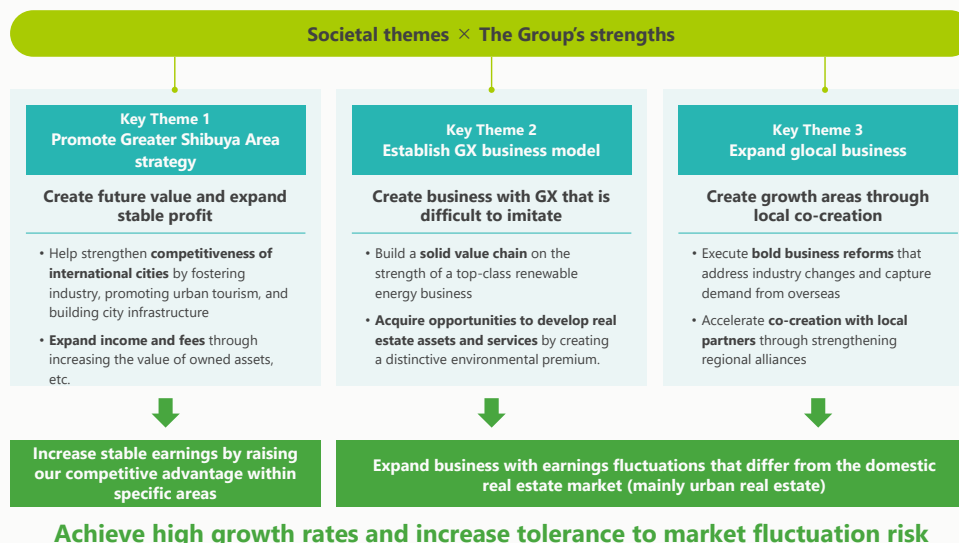 Societal themes × The Group's strengths
Key Theme 1
Promote Greater Shibuya Area
strategy
Create future value and expand
stable profit
• Help strengthen competitiveness of
international cities by fostering
industry, promoting urban tourism, and
building city infrastructure
• Expand income and fees through
increasing the value of owned assets,
etc.
Increase stable earnings by raising
our competitive advantage within
specific areas
Key Theme 2
Establish GX business model
Create business with GX that is
difficult to imitate
• Build a solid value chain on the
strength of a top-class renewable
energy business
• Acquire opportunities to develop real
estate assets and services by creating
a distinctive environmental premium.
Key Theme 3
Expand glocal business
Create growth areas through
local co-creation
• Execute bold business reforms that
address industry changes and capture
demand from overseas
• Accelerate co-creation with local
partners through strengthening
regional alliances
Expand business with earnings fluctuations that differ from the domestic
real estate market (mainly urban real estate)
Achieve high growth rates and increase tolerance to market fluctuation risk